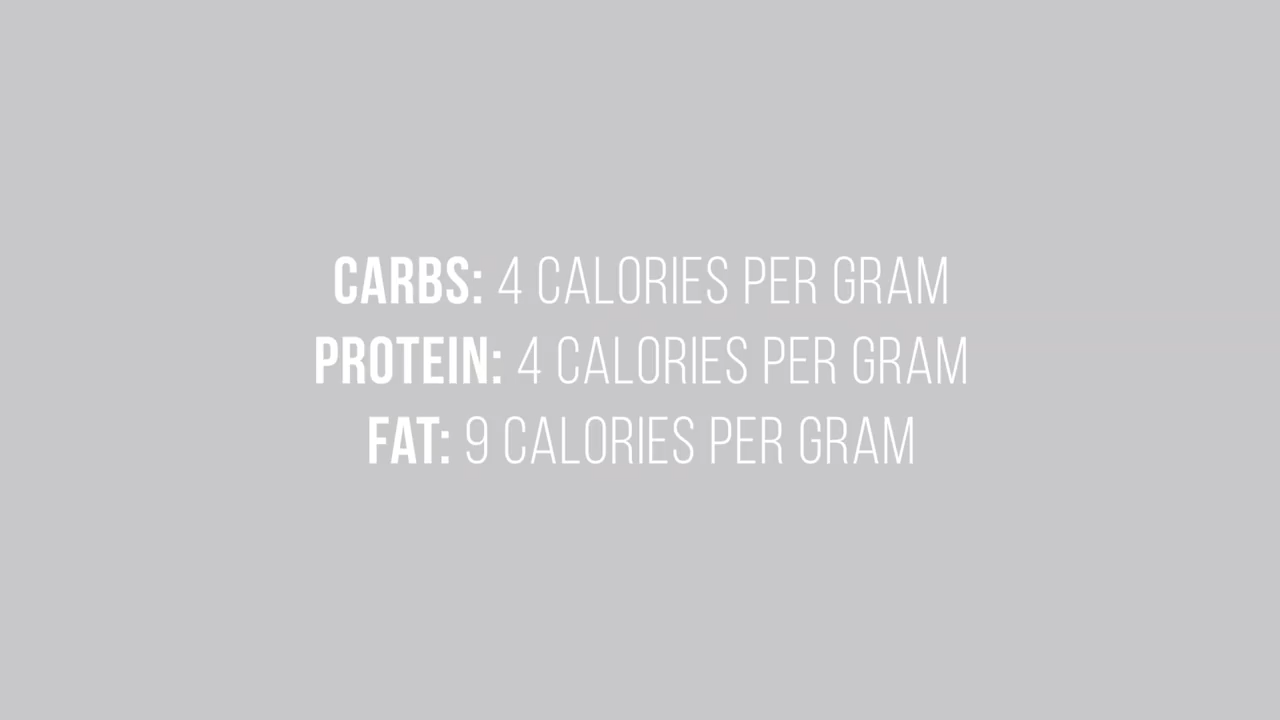 CARBS: 4 CALORIES PER GRAM
PROTEIN: 4 CALORIES PER GRAM
FAT: 9 CALORIES PER GRAM